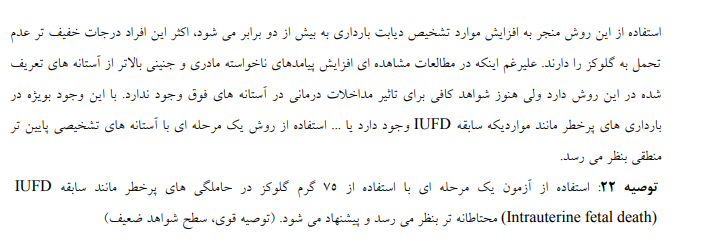 استفاده از این روش منجر به افزایش موارد تشخیص دیابت بارداری به بیش از دو برابر می شود، اکثر این افراد درجات خفیف تر عدم
تحمل به گلوکز را دارند. علیرغم اینکه در مطالعات مشاهده ای افزایش پیامدهای ناخواسته مادری و جنینی بالاتر از آستانه های تعریف
شده در این روش دارد ولی هنوز شواهد کافی برای تاثیر مداخلات درمانی در آستانه های فوق وجود ندارد. با این وجود بویژه در
بارداری های پرخطر مانند مواردیکه سابقه IUFD وجود دارد یا ... استفاده از روش یک مرحله ای با آستانه های تشخیصی پایین تر
منطقی بنظر می رسد.
توصیه ۲۲: استفاده از آزمون یک مرحله ای با استفاده از ۷۵ گرم گلوکز در حاملگی های پرخطر مانند سابقه IUFD
(Intrauterine fetal death) محتاطانه تر بنظر می رسد و پیشنهاد می شود. (توصیه قوی، سطح شواهد ضعیف)